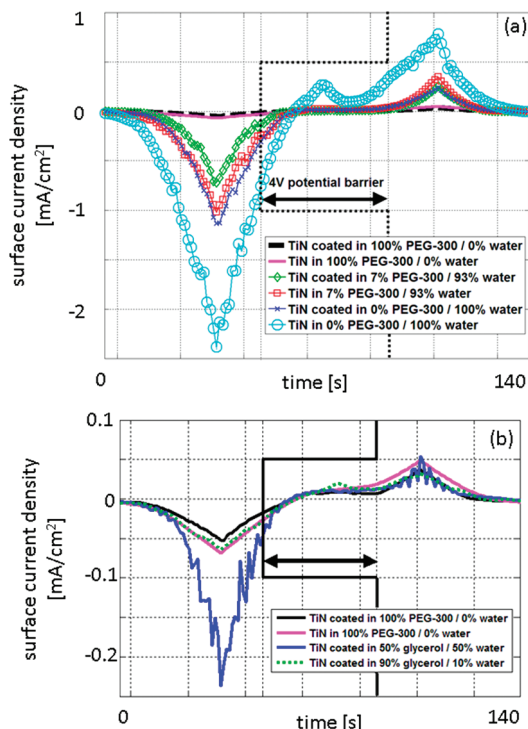 1
(a)
0
-1
-2
surface current density
[mA/cm²]
4V potential barrier
TiN coated in 100% PEG-300 / 0% water
TiN in 100% PEG-300 / 0% water
TiN coated in 7% PEG-300 / 93% water
TiN in 7% PEG-300 / 93% water
TiN coated in 0% PEG-300 / 100% water
TiN in 0% PEG-300 / 100% water
0
time [s]
140
0.1
(b)
0
-0.1
-0.2
surface current density
[mA/cm²]
TiN coated in 100% PEG-300 / 0% water
TiN in 100% PEG-300 / 0% water
TiN coated in 50% glycerol / 50% water
TiN coated in 90% glycerol / 10% water
0
time [s]
140